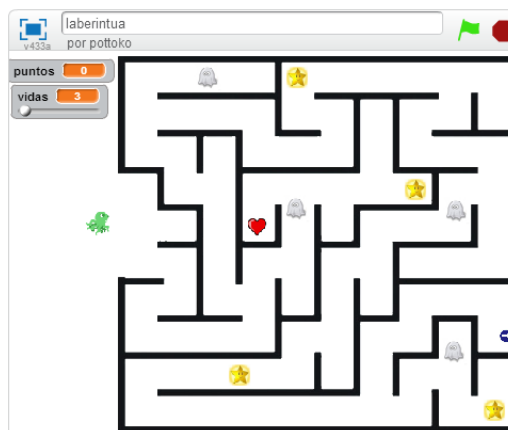 laberintua
v433a
por pottoko
puntos 0
vidas 3